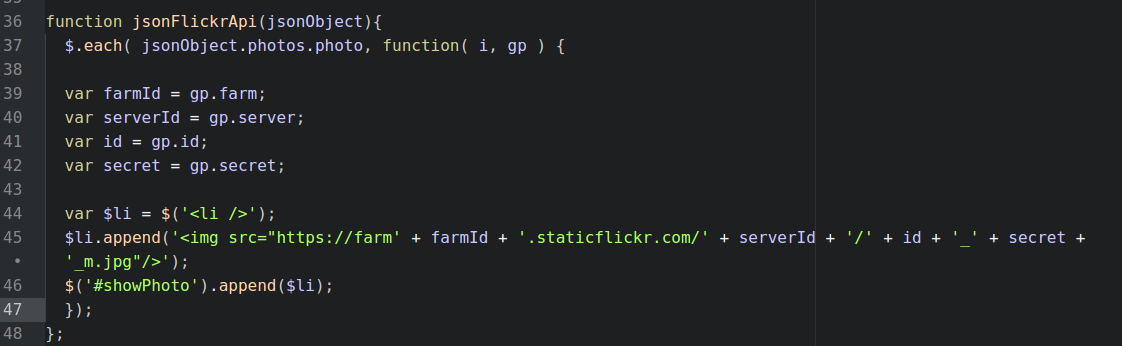 36 function jsonFlickrApi(jsonObject){
37   $.each( jsonObject.photos.photo, function( i, gp ) {
38
39   var farmId = gp.farm;
40   var serverId = gp.server;
41   var id = gp.id;
42   var secret = gp.secret;
43
44   var $li = $('<li />');
45   $li.append('<img src="https://farm' + farmId + '.staticflickr.com/' + serverId + '/' + id + '_' + secret +
•   '_m.jpg"/>');
46   $('#showPhoto').append($li);
47   });
48 };